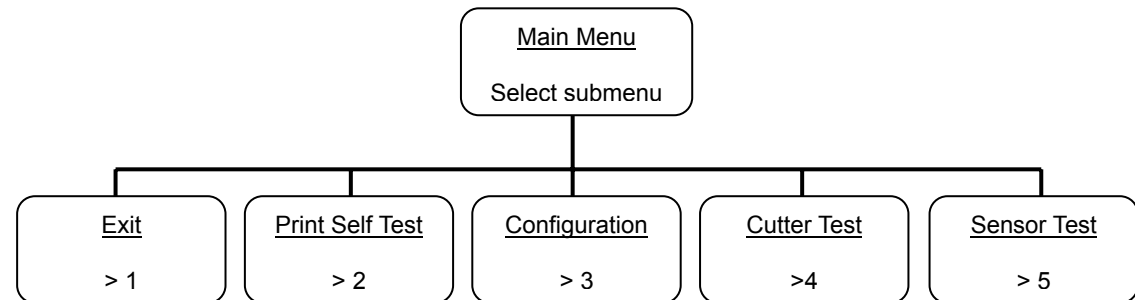 Main Menu
Select submenu
Exit
> 1
Print Self Test
> 2
Configuration
> 3
Cutter Test
>4
Sensor Test
> 5